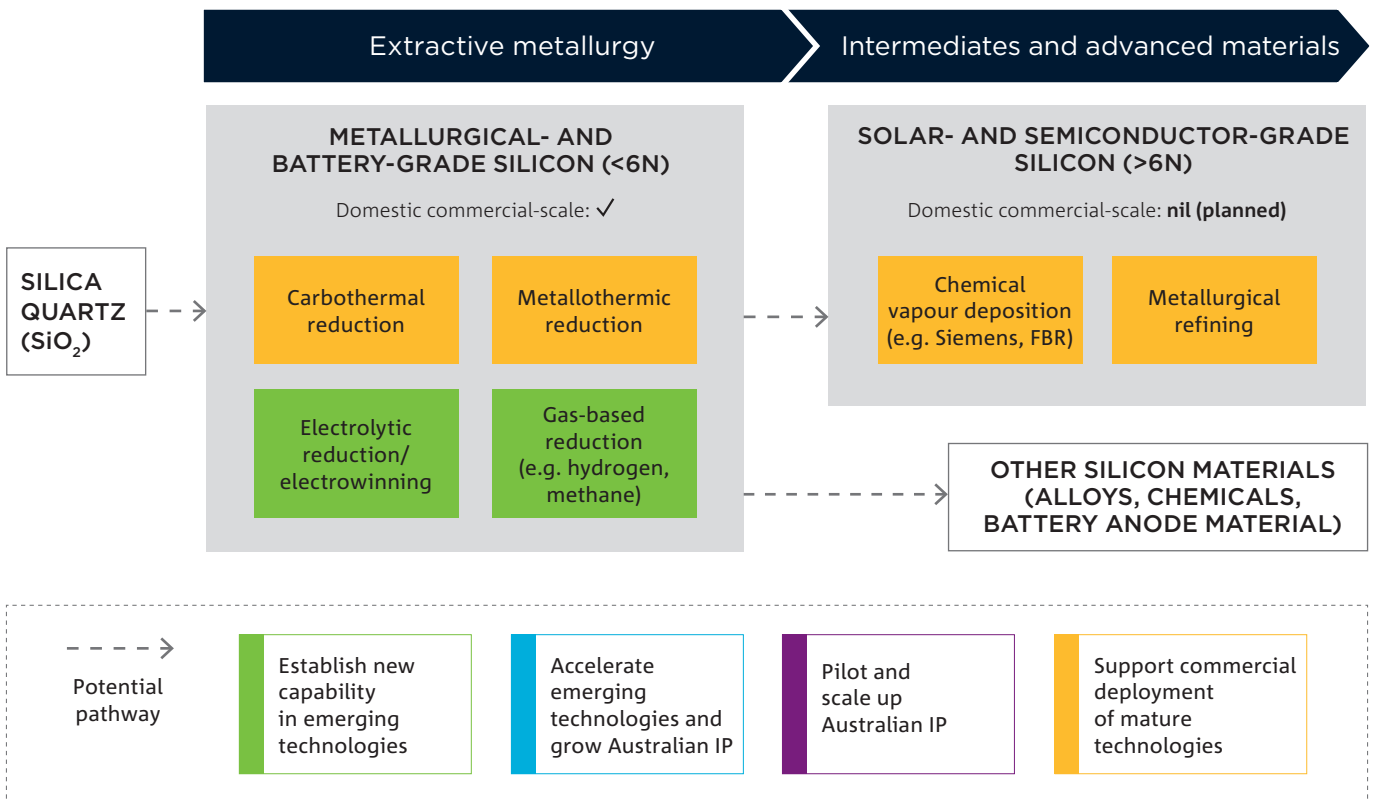 Extractive metallurgy
Intermediates and advanced materials
METALLURGICAL- AND
BATTERY-GRADE SILICON (<6N)
Domestic commercial-scale: ✓
SOLAR- AND SEMICONDUCTOR-GRADE
SILICON (>6N)
Domestic commercial-scale: nil (planned)
SILICA
QUARTZ
(SiO₂)
Carbothermal
reduction
Metallothermic
reduction
Chemical
vapour deposition
(e.g. Siemens, FBR)
Metallurgical
refining
Electrolytic
reduction/
electrowinning
Gas-based
reduction
(e.g. hydrogen,
methane)
OTHER SILICON MATERIALS
(ALLOYS, CHEMICALS,
BATTERY ANODE MATERIAL)
Potential
pathway
Establish new
capability
in emerging
technologies
Accelerate
emerging
technologies and
grow Australian IP
Pilot and
scale up
Australian IP
Support commercial
deployment
of mature
technologies